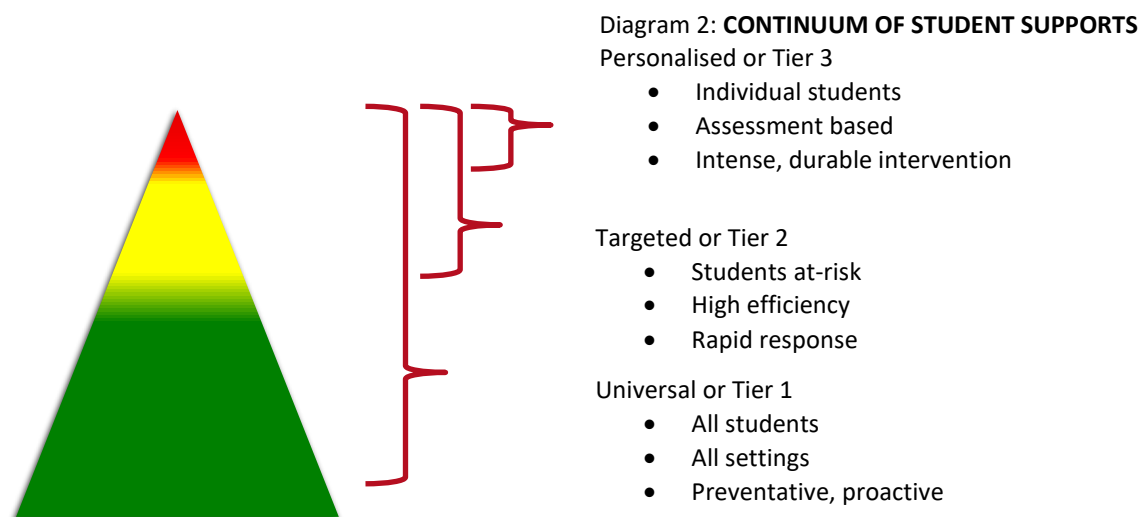 Diagram 2: CONTINUUM OF STUDENT SUPPORTS
Personalised or Tier 3
• Individual students
• Assessment based
• Intense, durable intervention
Targeted or Tier 2
• Students at-risk
• High efficiency
• Rapid response
Universal or Tier 1
• All students
• All settings
• Preventative, proactive